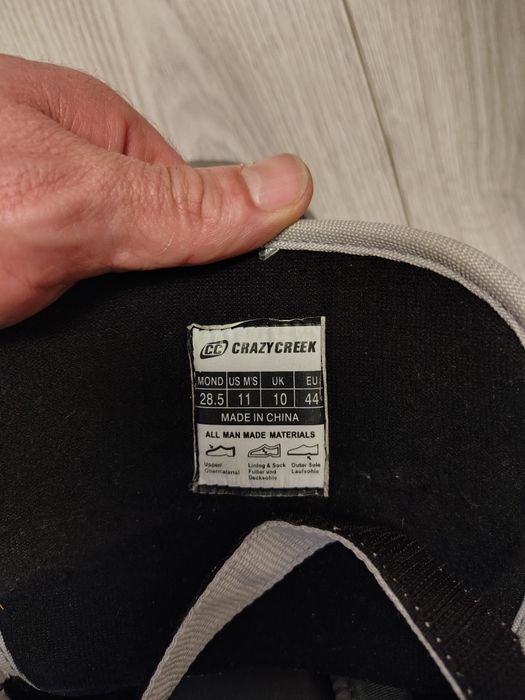 CC CRAZYCREEK
MOND US M'S UK EU
28.5 11 10 44
MADE IN CHINA
ALL MAN MADE MATERIALS
Upper/ Lining & Sock Outer Sole
Obermaterial Futter und Laufsohle
Decksohle